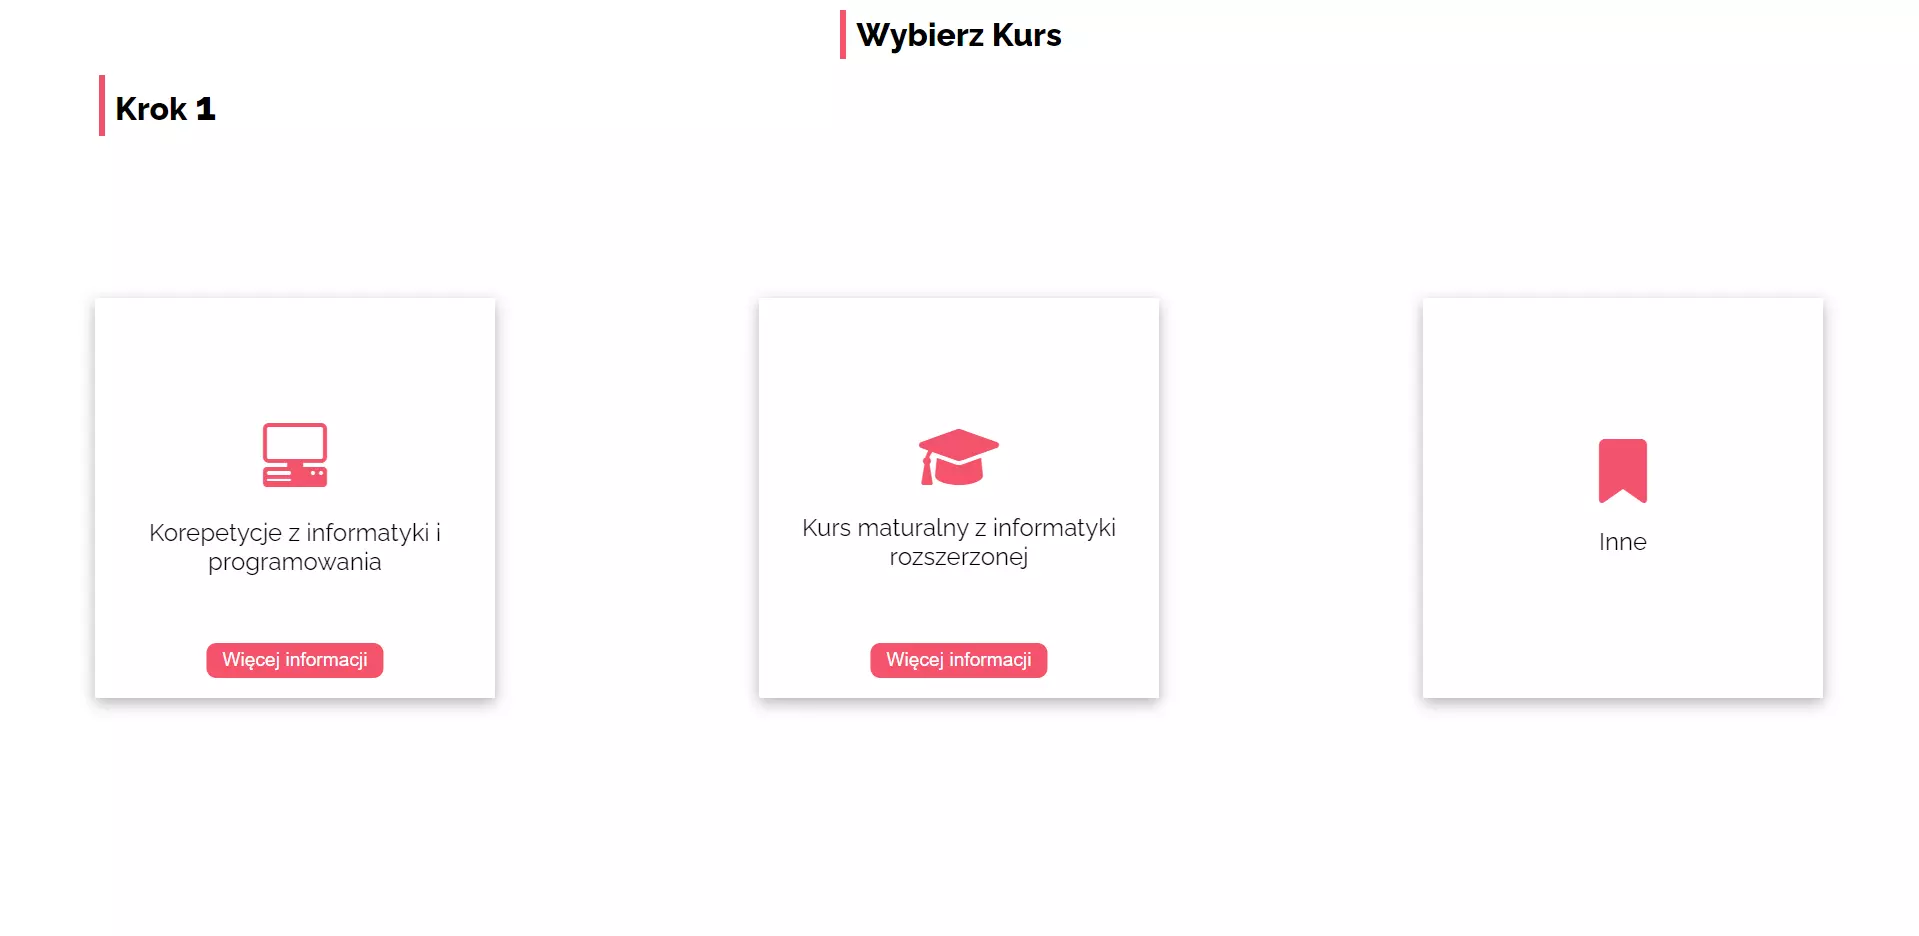 Wybierz Kurs
Krok 1
Korepetycje z informatyki i
programowania
Więcej informacji
Kurs maturalny z informatyki
rozszerzonej
Więcej informacji
Inne